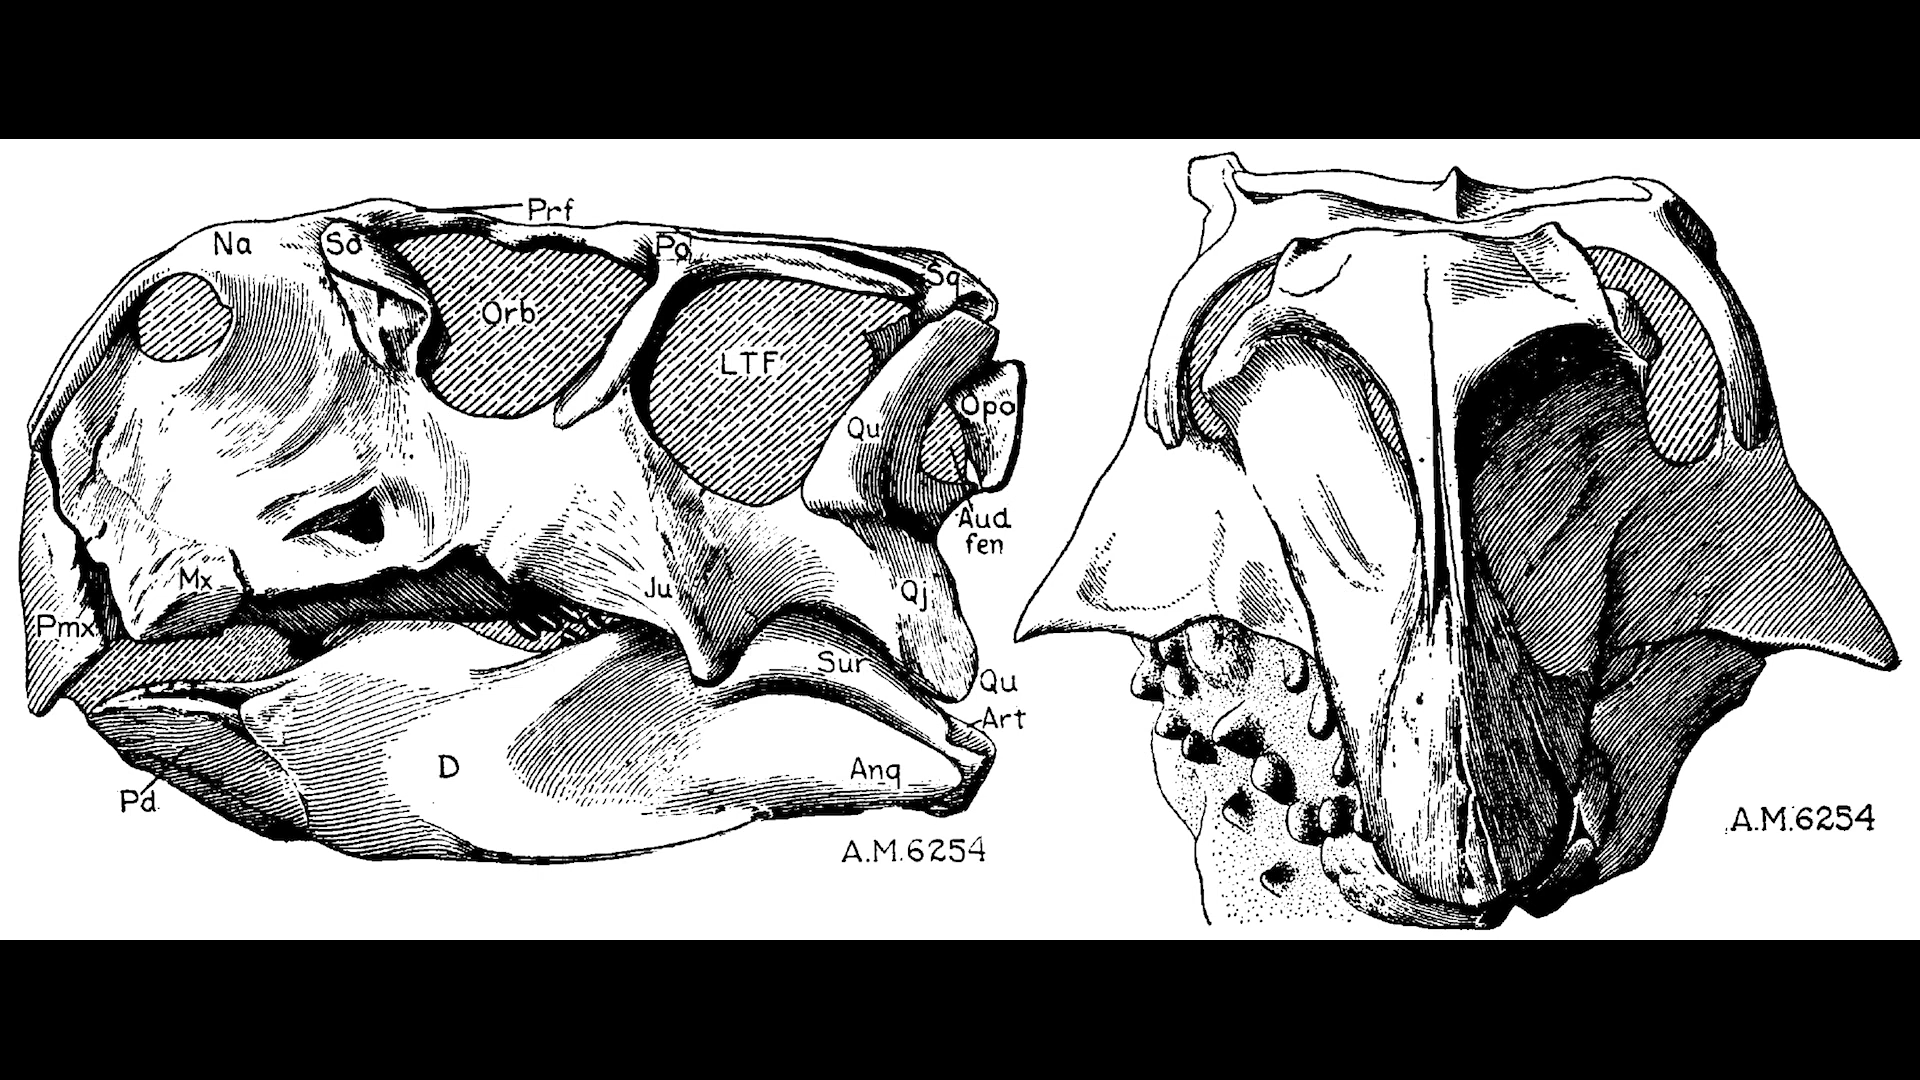 Prf
Na
So
Po
Sq
Orb
LTF
Opo
Qu
Aud
fen
Mx
Ju
Qj
Pmx
Sur
Qu
Art
D
Ang
Pd
A.M.6254
A.M.6254